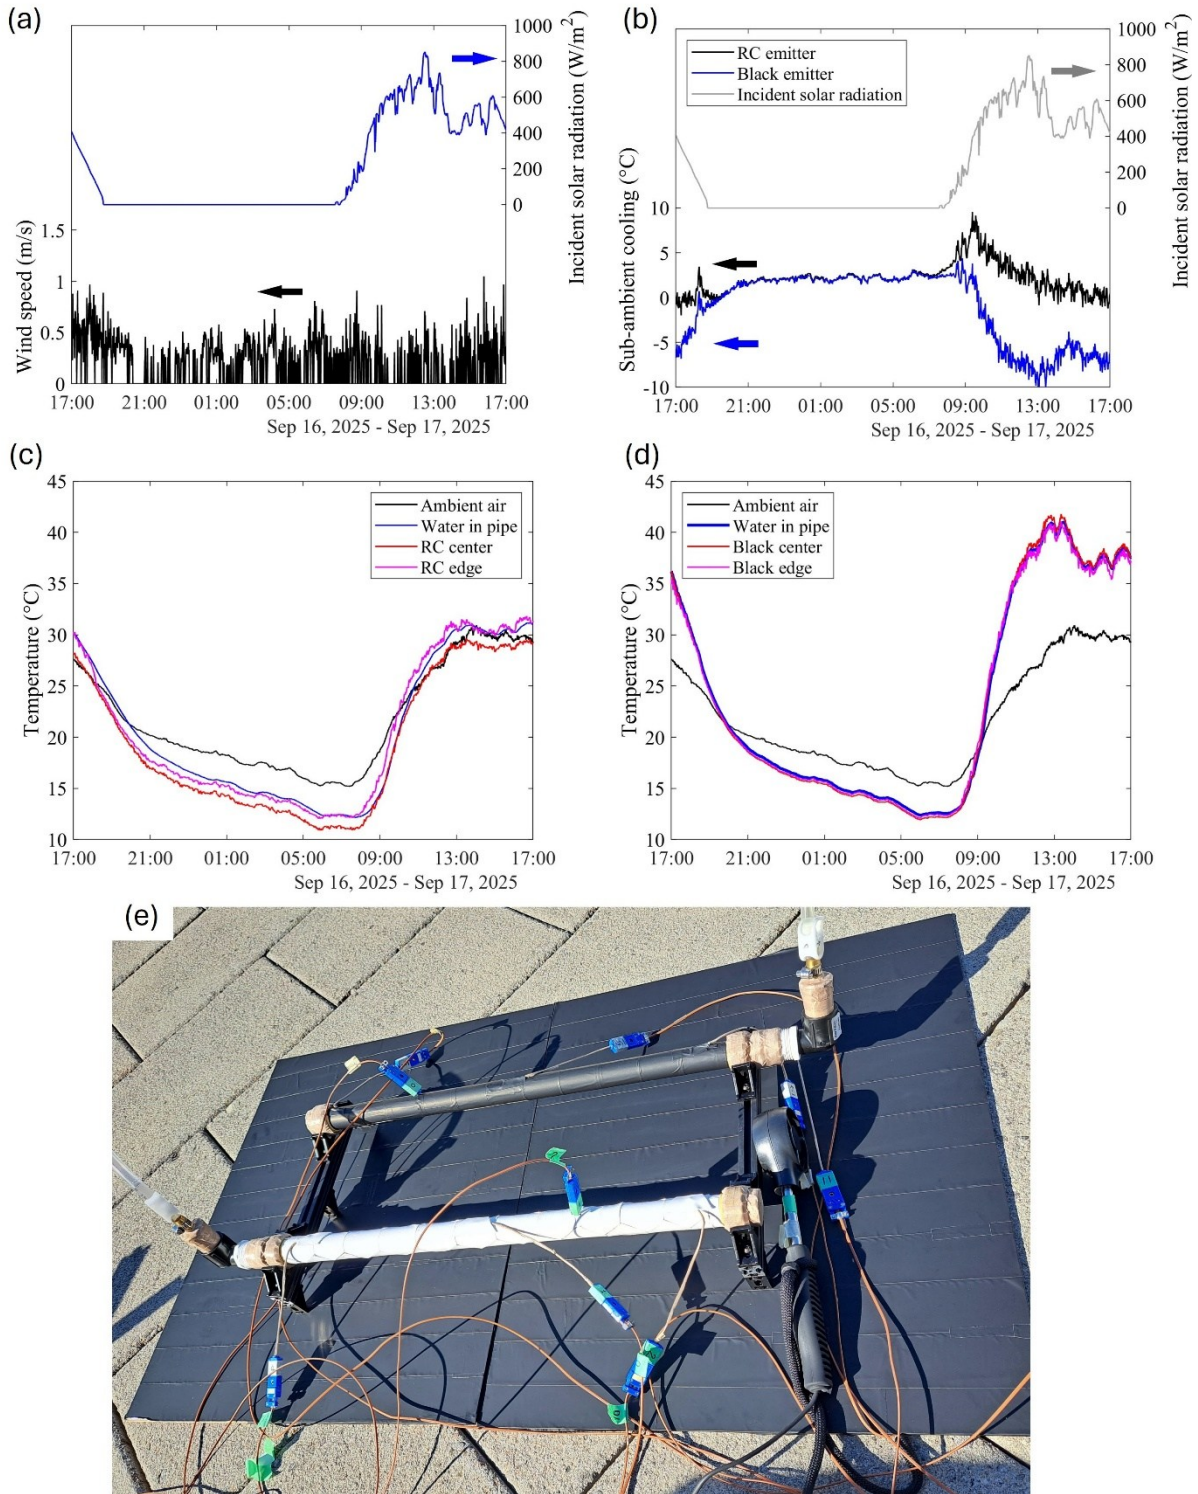 (a)
1000
800
600
400
200
0
Incident solar radiation (W/m²)
1.5
1
0.5
0
Wind speed (m/s)
17:00 21:00 01:00 05:00 09:00 13:00 17:00
Sep 16, 2025 - Sep 17, 2025
(b)
RC emitter
Black emitter
Incident solar radiation
1000
800
600
400
200
0
Incident solar radiation (W/m²)
10
5
0
-5
-10
Sub-ambient cooling (°C)
17:00 21:00 01:00 05:00 09:00 13:00 17:00
Sep 16, 2025 - Sep 17, 2025
(c)
45
40
35
30
25
20
15
10
Temperature (°C)
Ambient air
Water in pipe
RC center
RC edge
17:00 21:00 01:00 05:00 09:00 13:00 17:00
Sep 16, 2025 - Sep 17, 2025
(d)
45
40
35
30
25
20
15
10
Temperature (°C)
Ambient air
Water in pipe
Black center
Black edge
17:00 21:00 01:00 05:00 09:00 13:00 17:00
Sep 16, 2025 - Sep 17, 2025
(e)